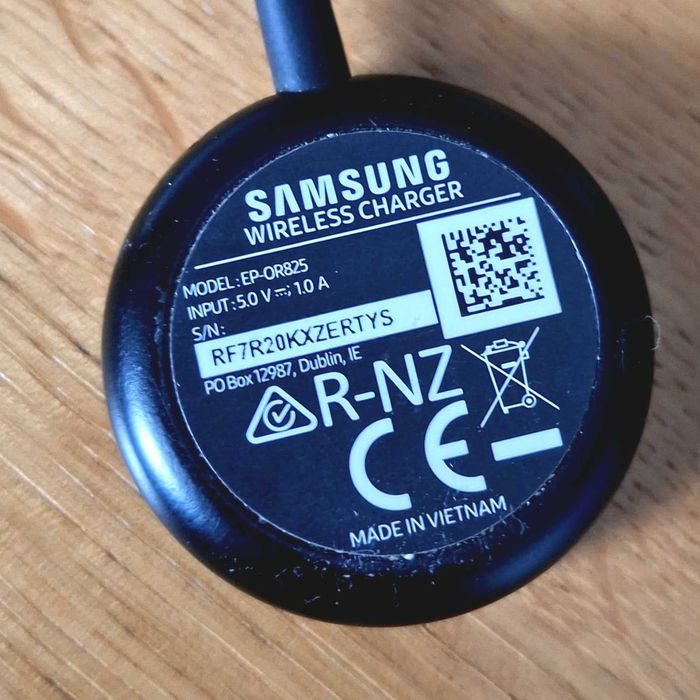 SAMSUNG
WIRELESS CHARGER
MODEL : EP-OR825
INPUT : 5.0 V ⎓; 1.0 A
S/N :
RF7R20KXZERTYS
PO Box 12987, Dublin, IE
R-NZ
CE
MADE IN VIETNAM